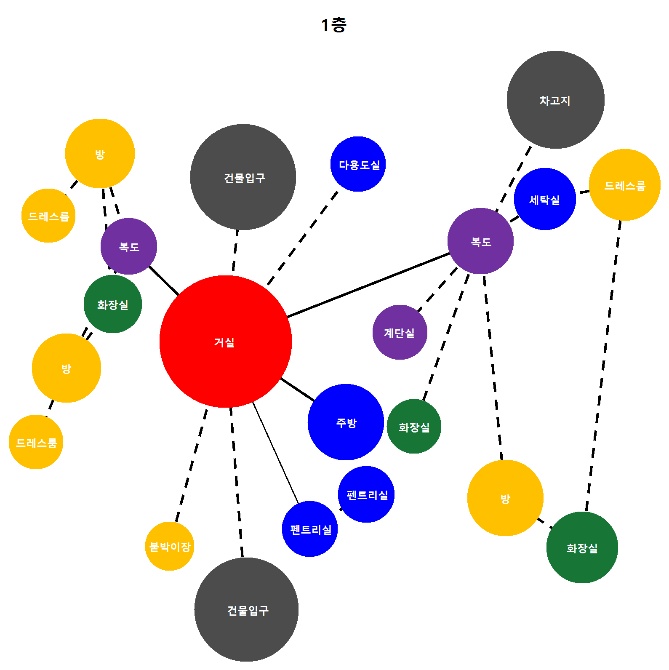 1층
차고지
방
건물입구
다용도실
드레스룸
세탁실
드레스룸
복도
복도
화장실
계단실
거실
방
주방
화장실
드레스룸
펜트리실
방
펜트리실
붙박이장
화장실
건물입구